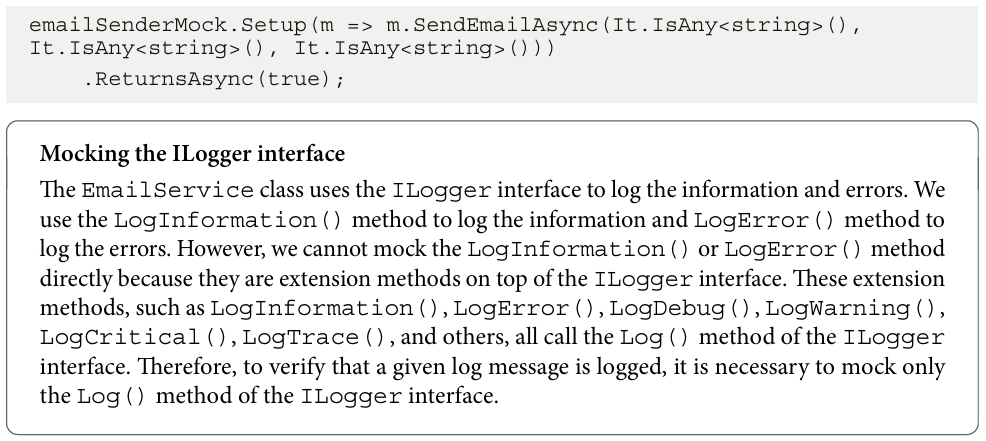 emailSenderMock.Setup(m => m.SendEmailAsync(It.IsAny<string>(),
It.IsAny<string>(), It.IsAny<string>()))
    .ReturnsAsync(true);
Mocking the ILogger interface
The EmailService class uses the ILogger interface to log the information and errors. We
use the LogInformation() method to log the information and LogError() method to
log the errors. However, we cannot mock the LogInformation() or LogError() method
directly because they are extension methods on top of the ILogger interface. These extension
methods, such as LogInformation(), LogError(), LogDebug(), LogWarning(),
LogCritical(), LogTrace(), and others, all call the Log() method of the ILogger
interface. Therefore, to verify that a given log message is logged, it is necessary to mock only
the Log() method of the ILogger interface.